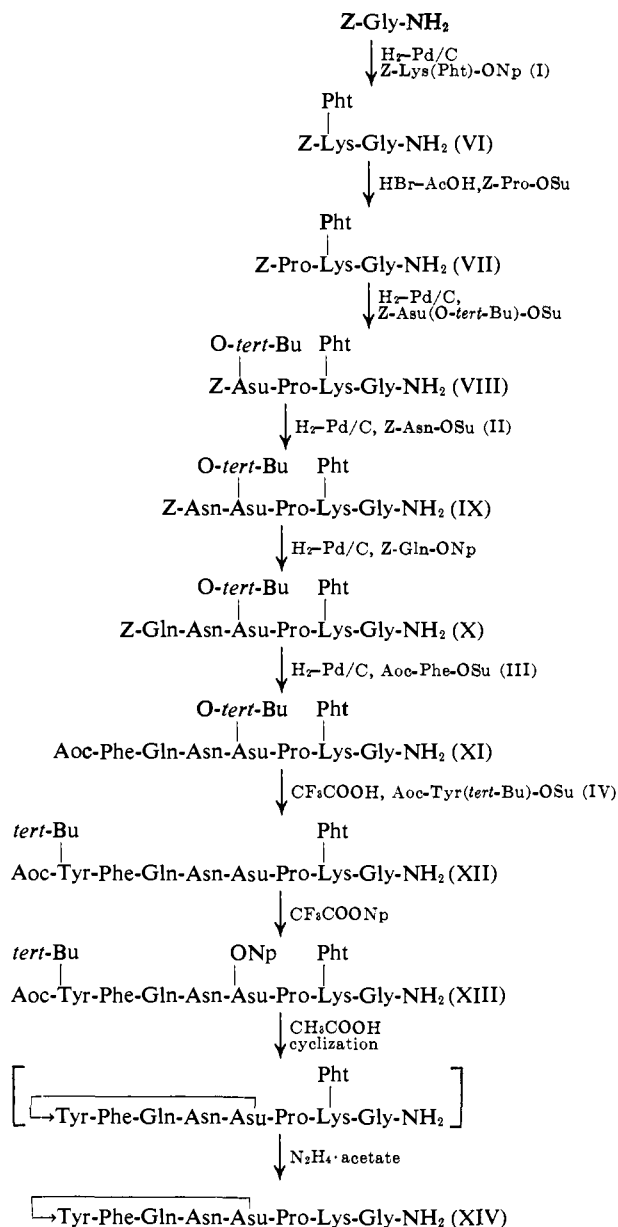 Z-Gly-NH₂
H₂-Pd/C
Z-Lys(Pht)-ONp (I)
Pht
Z-Lys-Gly-NH₂ (VI)
HBr-AcOH, Z-Pro-OSu
Pht
Z-Pro-Lys-Gly-NH₂ (VII)
H₂-Pd/C,
Z-Asu(O-tert-Bu)-OSu
O-tert-Bu Pht
Z-Asu-Pro-Lys-Gly-NH₂ (VIII)
H₂-Pd/C, Z-Asn-OSu (II)
O-tert-Bu Pht
Z-Asn-Asu-Pro-Lys-Gly-NH₂ (IX)
H₂-Pd/C, Z-Gln-ONp
O-tert-Bu Pht
Z-Gln-Asn-Asu-Pro-Lys-Gly-NH₂ (X)
H₂-Pd/C, Aoc-Phe-OSu (III)
O-tert-Bu Pht
Aoc-Phe-Gln-Asn-Asu-Pro-Lys-Gly-NH₂ (XI)
CF₃COOH, Aoc-Tyr(tert-Bu)-OSu (IV)
tert-Bu Pht
Aoc-Tyr-Phe-Gln-Asn-Asu-Pro-Lys-Gly-NH₂ (XII)
CF₃COONp
tert-Bu ONp Pht
Aoc-Tyr-Phe-Gln-Asn-Asu-Pro-Lys-Gly-NH₂ (XIII)
CH₃COOH
cyclization
Pht
Tyr-Phe-Gln-Asn-Asu-Pro-Lys-Gly-NH₂
N₂H₄·acetate
Tyr-Phe-Gln-Asn-Asu-Pro-Lys-Gly-NH₂ (XIV)